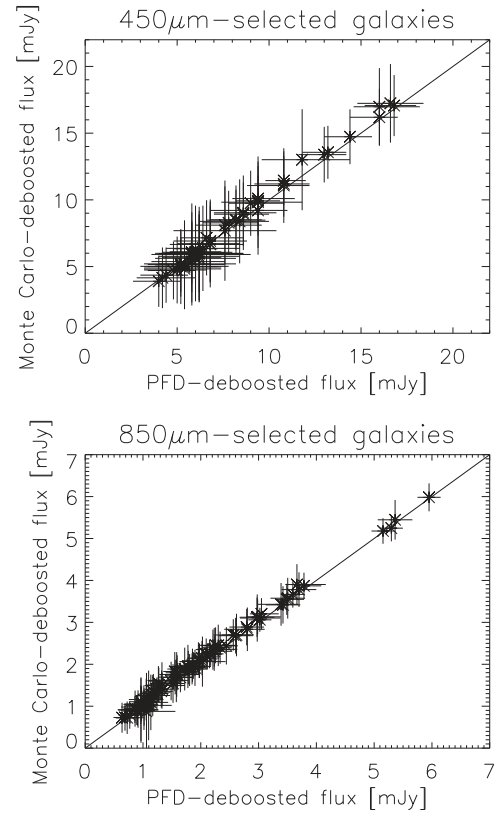 450μm−selected galaxies
Monte Carlo−deboosted flux [mJy]
20
15
10
5
0
0 5 10 15 20
PFD−deboosted flux [mJy]
850μm−selected galaxies
Monte Carlo−deboosted flux [mJy]
7
6
5
4
3
2
1
0
0 1 2 3 4 5 6 7
PFD−deboosted flux [mJy]